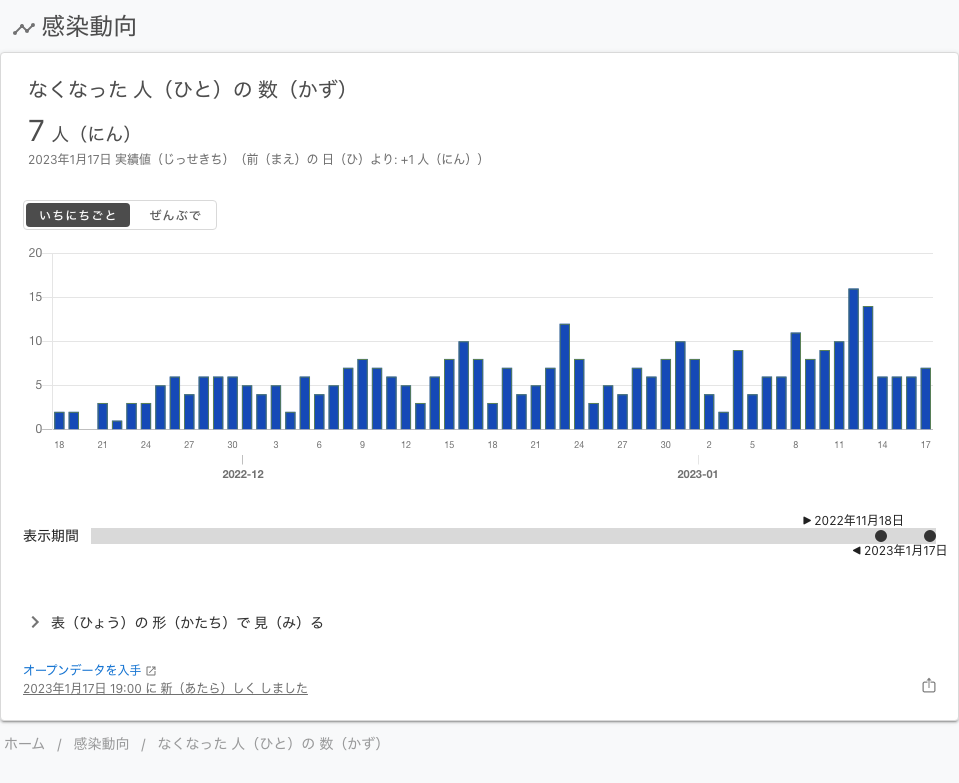 感染動向
なくなった 人（ひと）の 数（かず）
7 人（にん）
2023年1月17日 実績値（じっせきち）（前（まえ）の 日（ひ）より: +1 人（にん））
いちにちごと ぜんぶで
20
15
10
5
0
18 21 24 27 30 3 6 9 12 15 18 21 24 27 30 2 5 8 11 14 17
2022-12 2023-01
▶ 2022年11月18日
表示期間
◀ 2023年1月17日
表（ひょう）の 形（かたち）で 見（み）る
オープンデータを入手
2023年1月17日 19:00 に 新（あたら）しく しました
ホーム / 感染動向 / なくなった 人（ひと）の 数（かず）